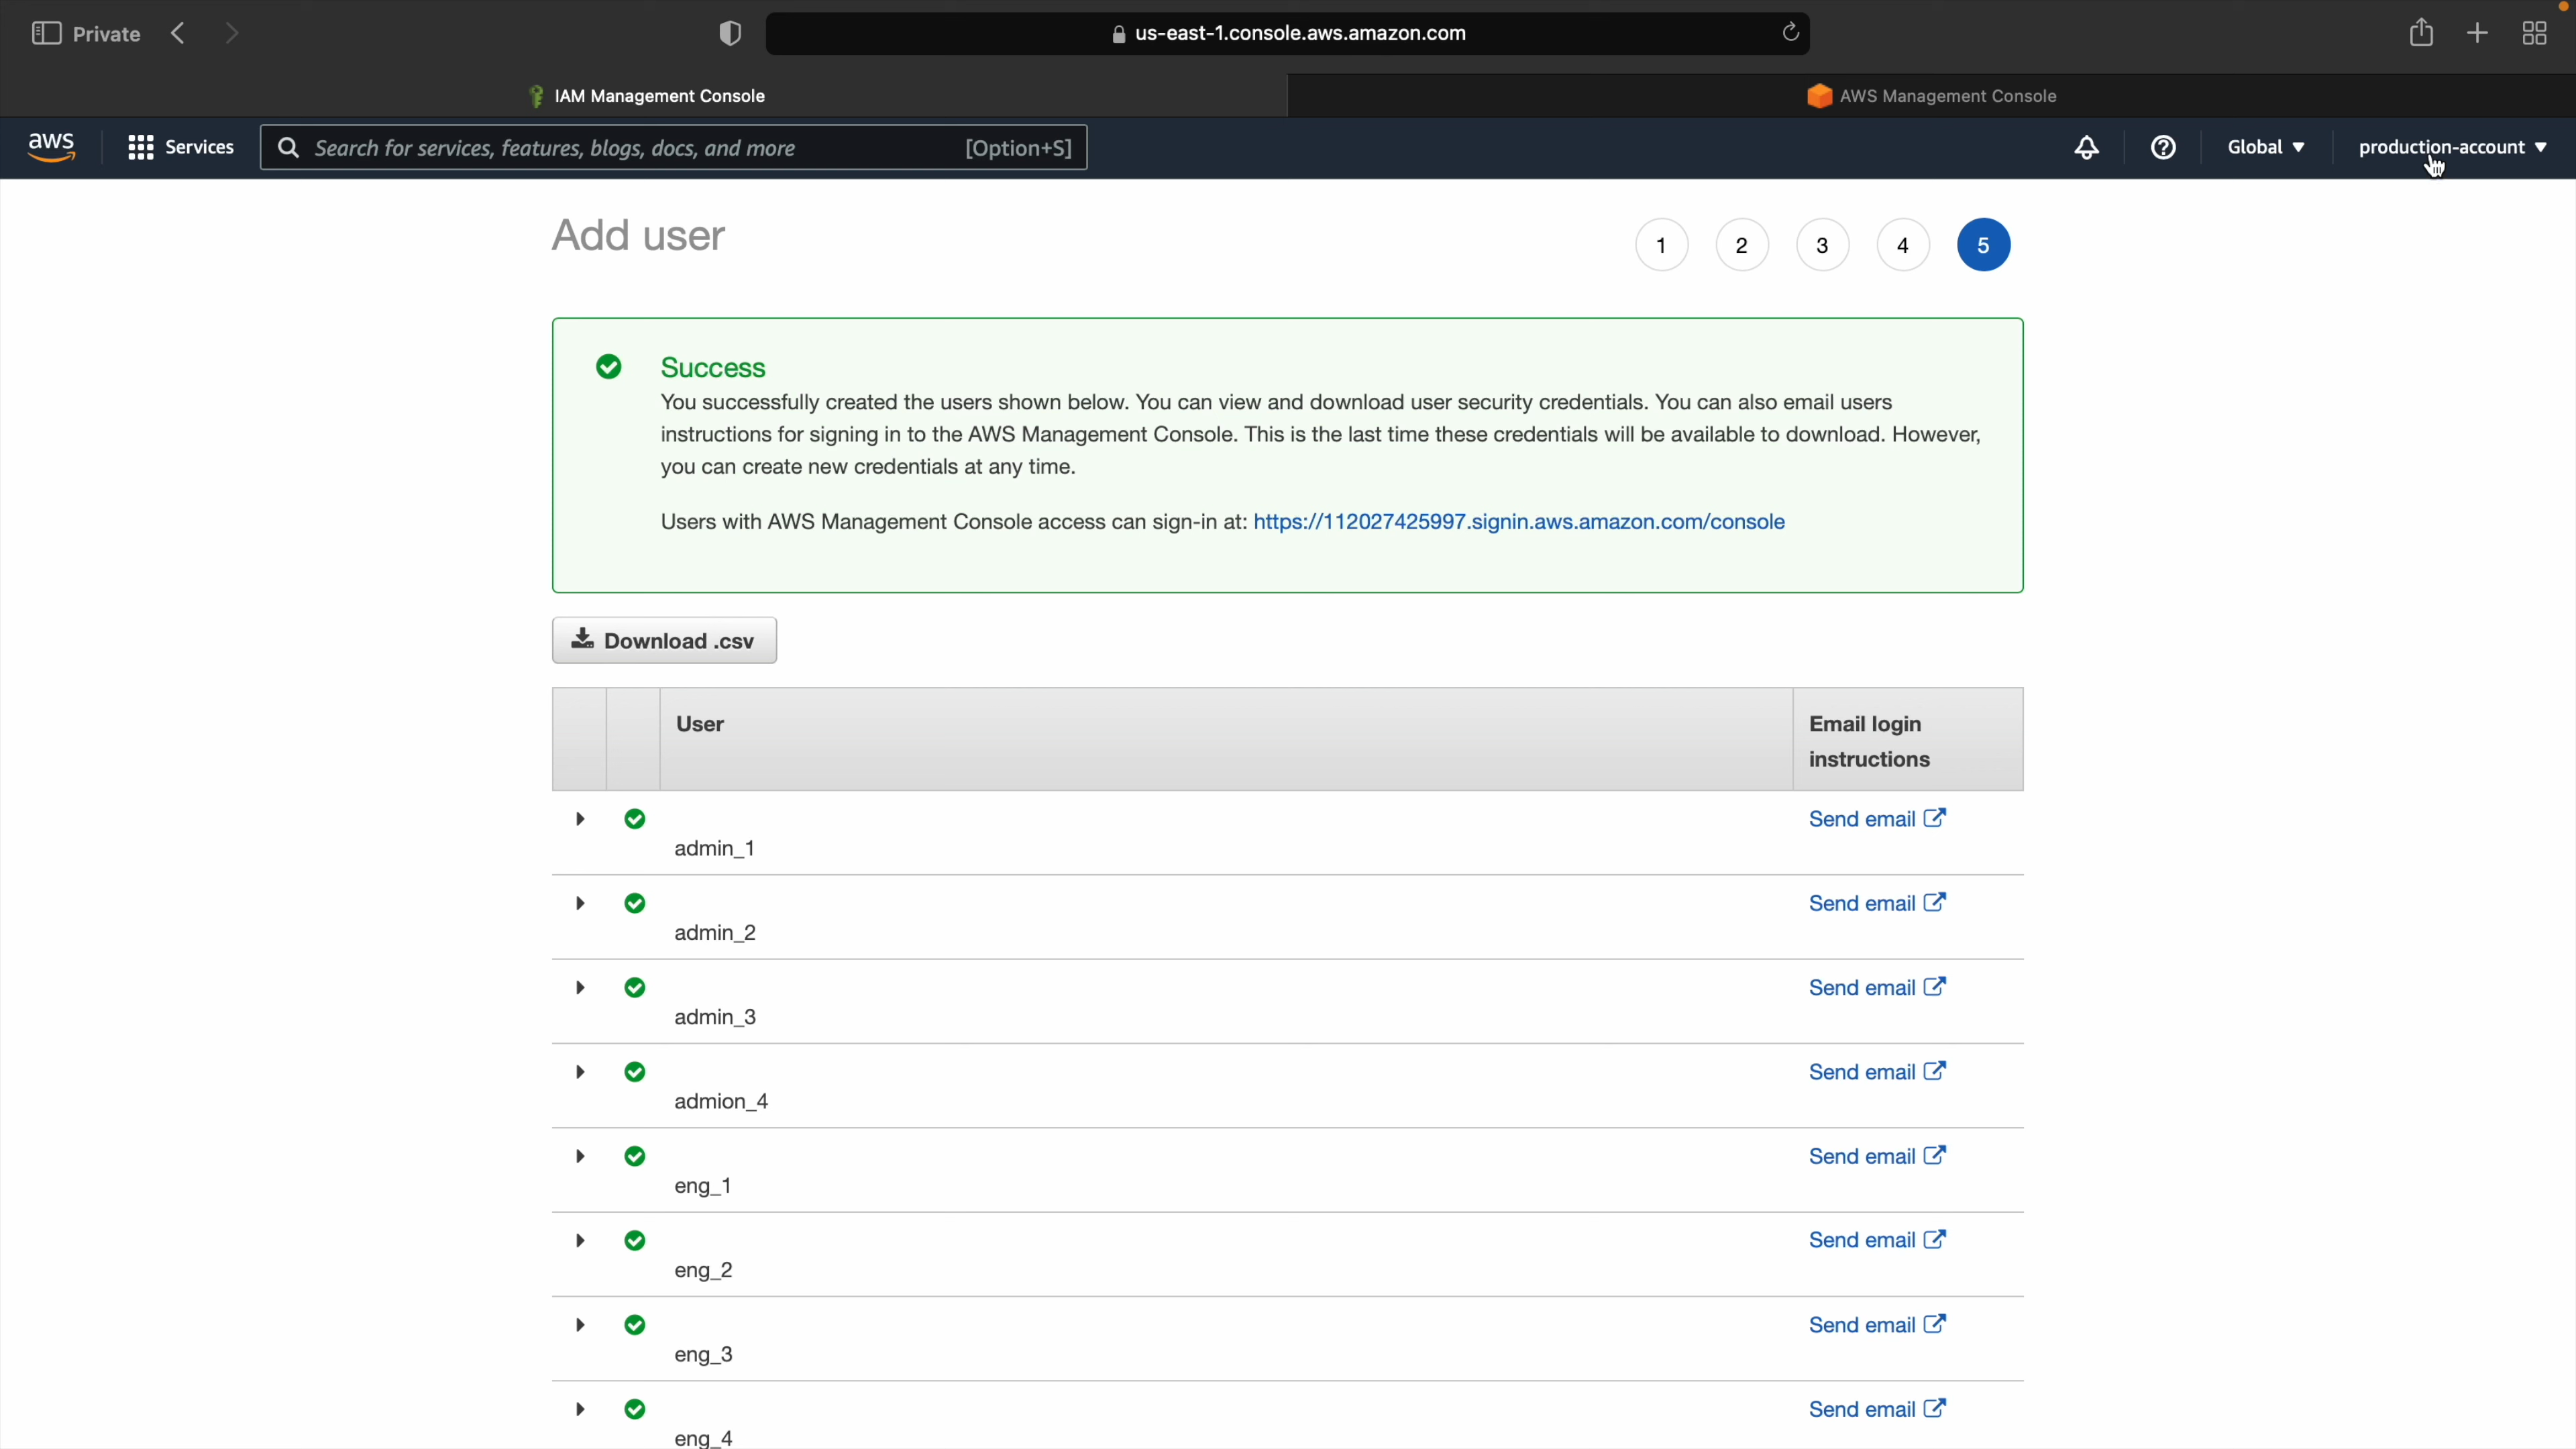 Private
us-east-1.console.aws.amazon.com
IAM Management Console
AWS Management Console
aws
Services
Search for services, features, blogs, docs, and more
[Option+S]
Global
production-account
Add user
1
2
3
4
5
Success
You successfully created the users shown below. You can view and download user security credentials. You can also email users
instructions for signing in to the AWS Management Console. This is the last time these credentials will be available to download. However,
you can create new credentials at any time.
Users with AWS Management Console access can sign-in at: https://112027425997.signin.aws.amazon.com/console
Download .csv
User
Email login
instructions
Send email
admin_1
Send email
admin_2
Send email
admin_3
Send email
admion_4
Send email
eng_1
Send email
eng_2
Send email
eng_3
Send email
eng_4